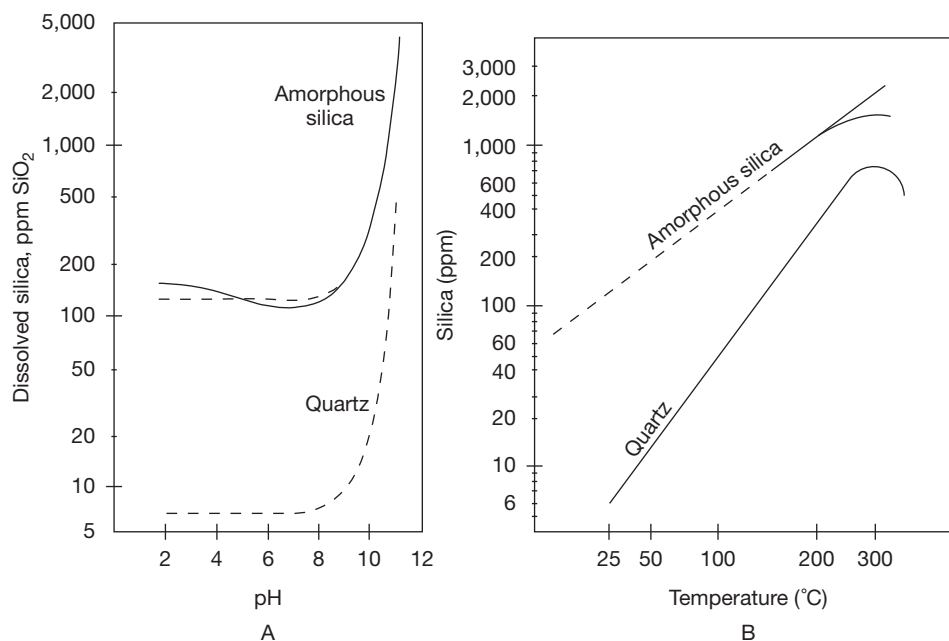 5,000
2,000
1,000
500
200
100
50
20
10
5
Dissolved silica, ppm SiO₂
Amorphous
silica
Quartz
2 4 6 8 10 12
pH
A
3,000
2,000
1,000
600
400
200
100
60
40
20
10
6
Silica (ppm)
Amorphous silica
Quartz
25 50 100 200 300
Temperature (°C)
B